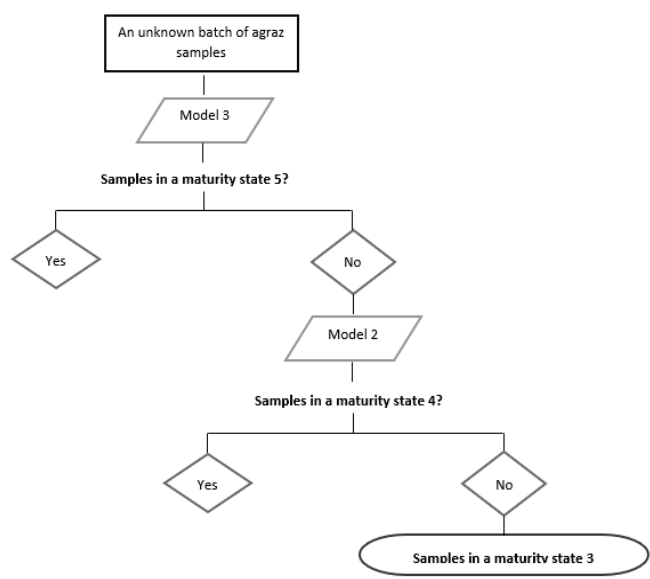 An unknown batch of agraz
samples
Model 3
Samples in a maturity state 5?
Yes
No
Model 2
Samples in a maturity state 4?
Yes
No
Samples in a maturity state 3